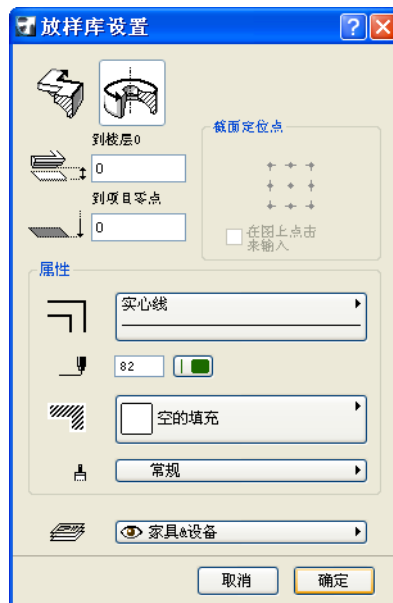 放样库设置
到楼层0
0
到项目零点
0
截面定位点
在图上点击
来输入
属性
实心线
82
空的填充
常规
家具&设备
取消
确定